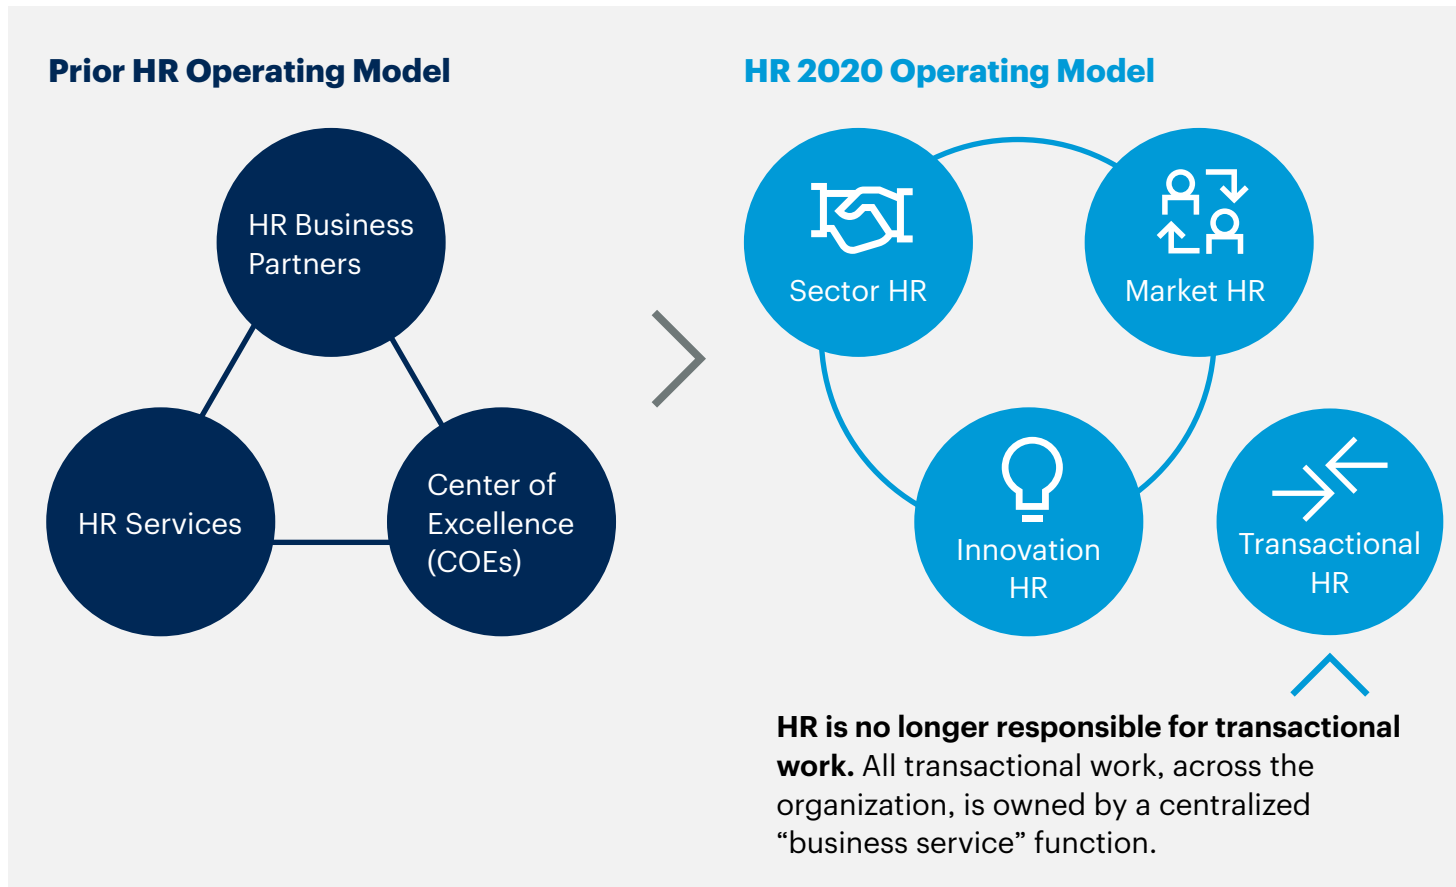 Prior HR Operating Model
HR Business
Partners
HR Services
Center of
Excellence
(COEs)
HR 2020 Operating Model
Sector HR
Market HR
Innovation
HR
Transactional
HR
HR is no longer responsible for transactional
work. All transactional work, across the
organization, is owned by a centralized
“business service” function.